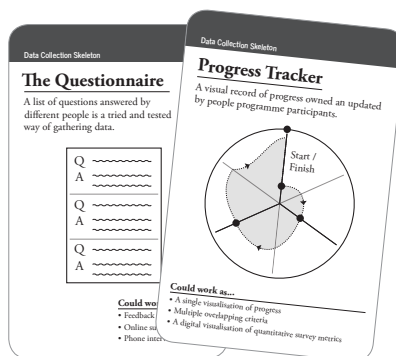 Data Collection Skeleton
The Questionnaire
A list of questions answered by
different people is a tried and tested
way of gathering data.
Q
A
Q
A
Q
A
Could
• Feedback
• Online
• Phone
Data Collection Skeleton
Progress Tracker
A visual record of progress owned an updated
by people programme participants.
Start /
Finish
Could work as...
• A single visualisation of progress
• Multiple overlapping criteria
• A digital visualisation of quantitative survey metrics